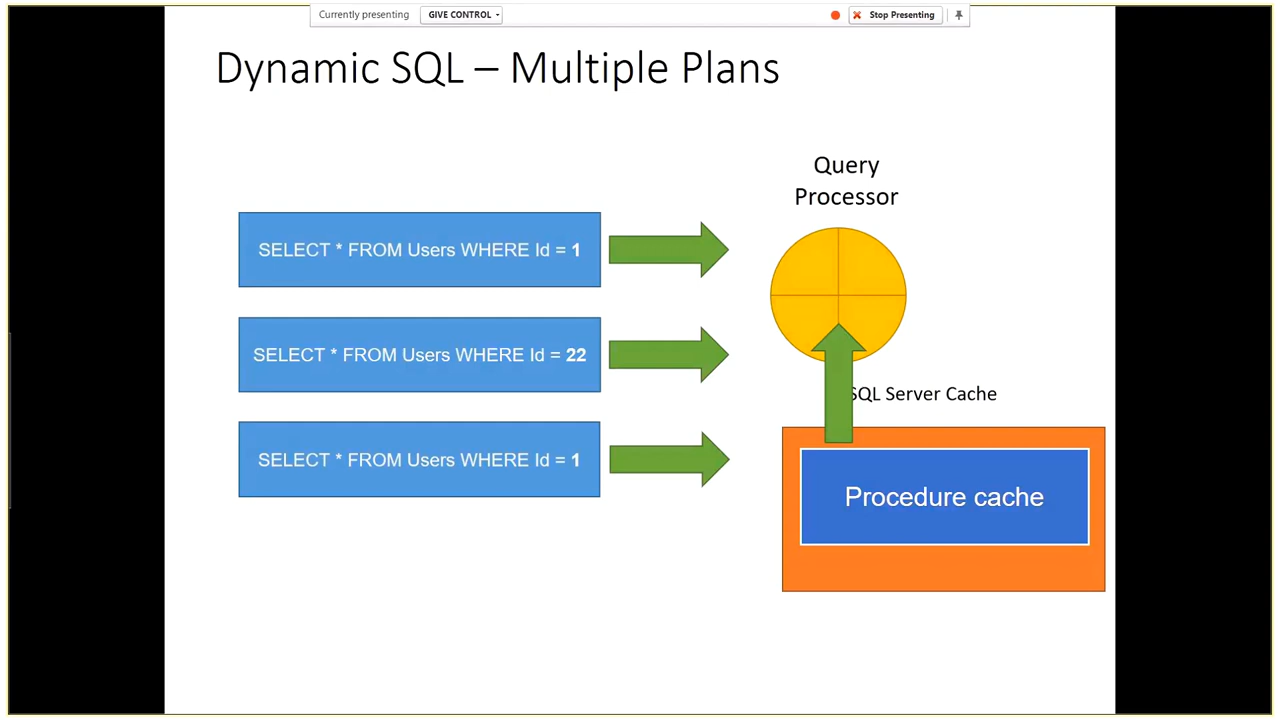 Currently presenting
GIVE CONTROL
Stop Presenting
Dynamic SQL – Multiple Plans
Query
Processor
SELECT * FROM Users WHERE Id = 1
SELECT * FROM Users WHERE Id = 22
SQL Server Cache
SELECT * FROM Users WHERE Id = 1
Procedure cache